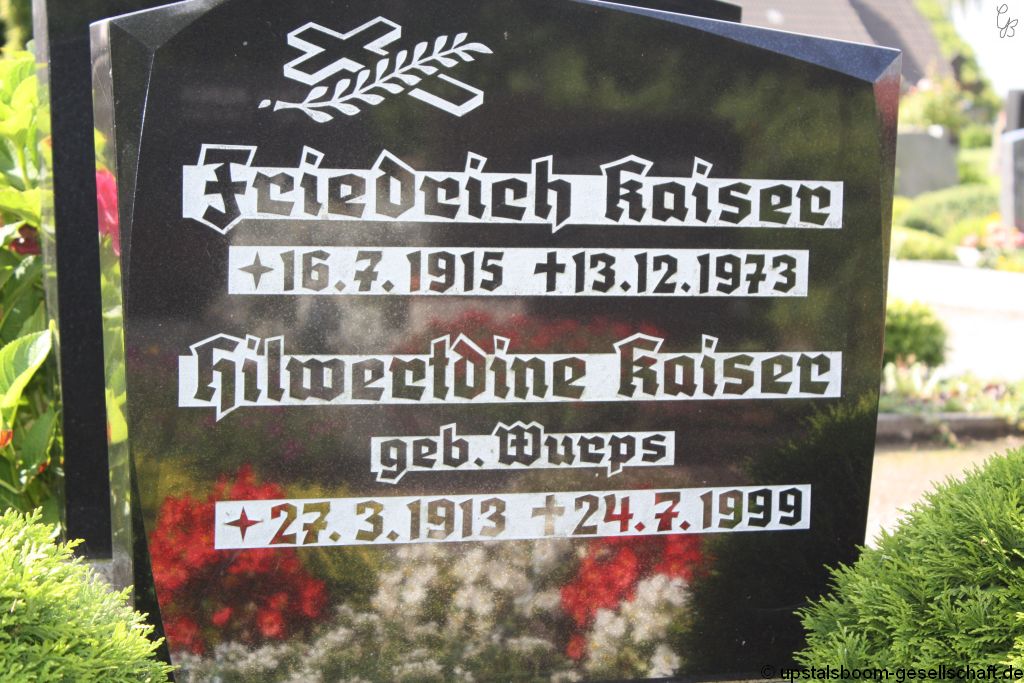 Friedrich Kaiser
✦16.7.1915 ✝13.12.1973
Hilwertdine Kaiser
geb. Wurps
✦27.3.1913 ✝24.7.1999
© upstalsboom-gesellschaft.de